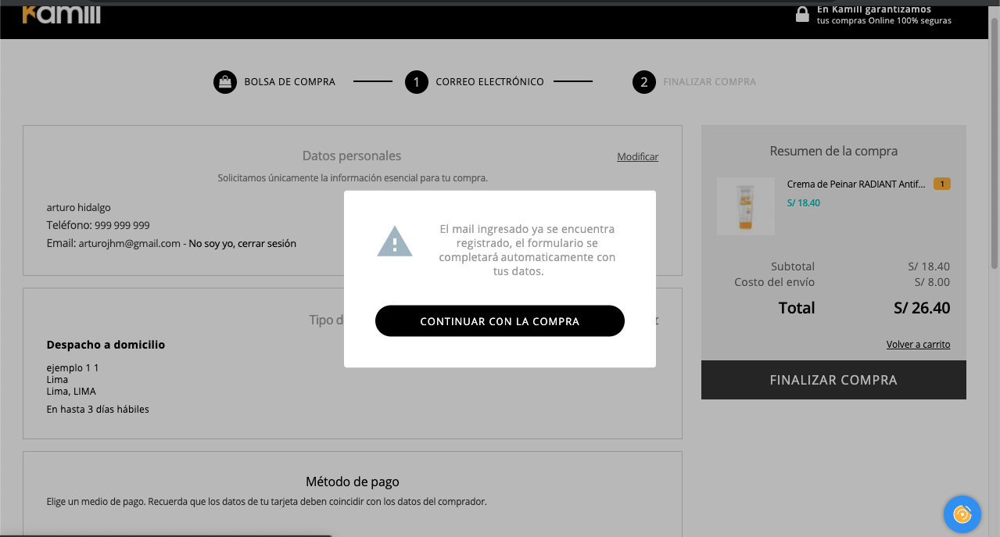 Kamill
En Kamill garantizamos
tus compras Online 100% seguras
BOLSA DE COMPRA
1 CORREO ELECTRÓNICO
2 FINALIZAR COMPRA
Datos personales
Modificar
Solicitamos únicamente la información esencial para tu compra.
arturo hidalgo
Teléfono: 999 999 999
Email: arturojhm@gmail.com - No soy yo, cerrar sesión
El mail ingresado ya se encuentra
registrado, el formulario se
completará automaticamente con
tus datos.
CONTINUAR CON LA COMPRA
Tipo d
r
Despacho a domicilio
ejemplo 1 1
Lima
Lima, LIMA
En hasta 3 días hábiles
Método de pago
Elige un medio de pago. Recuerda que los datos de tu tarjeta deben coincidir con los datos del comprador.
Resumen de la compra
Crema de Peinar RADIANT Antif... 1
S/ 18.40
Subtotal S/ 18.40
Costo del envío S/ 8.00
Total S/ 26.40
Volver a carrito
FINALIZAR COMPRA